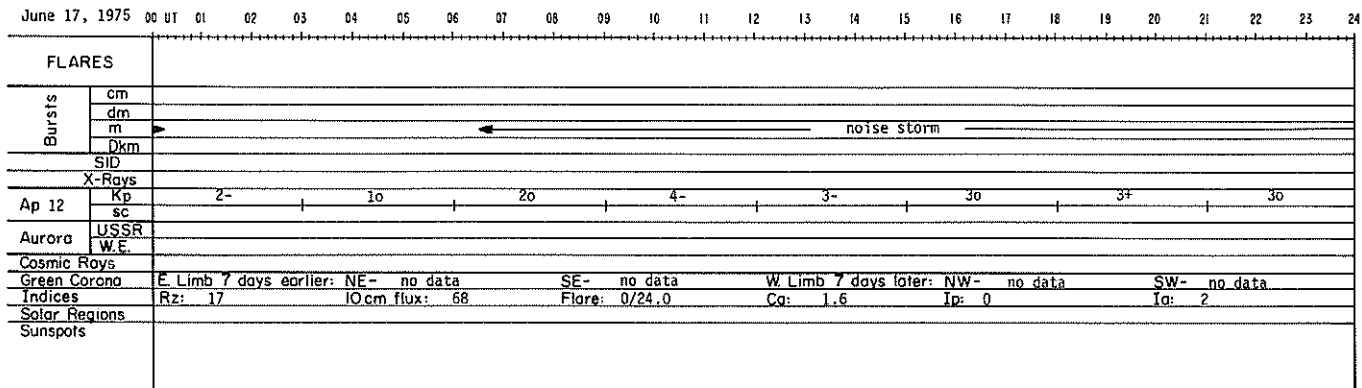 June 17, 1975 00 UT 01 02 03 04 05 06 07 08 09 10 11 12 13 14 15 16 17 18 19 20 21 22 23 24
FLARES
Bursts
cm
dm
m noise storm
Dkm
SID
X-Rays
Ap 12
Kp 2- 1o 2o 4- 3- 3o 3+ 3o
sc
Aurora
USSR
W.E.
Cosmic Rays
Green Corona E. Limb 7 days earlier: NE- no data SE- no data W. Limb 7 days later: NW- no data SW- no data
Indices Rz: 17 10cm flux: 68 Flare: 0/24.0 Ca: 1.6 Ip: 0 Ia: 2
Solar Regions
Sunspots